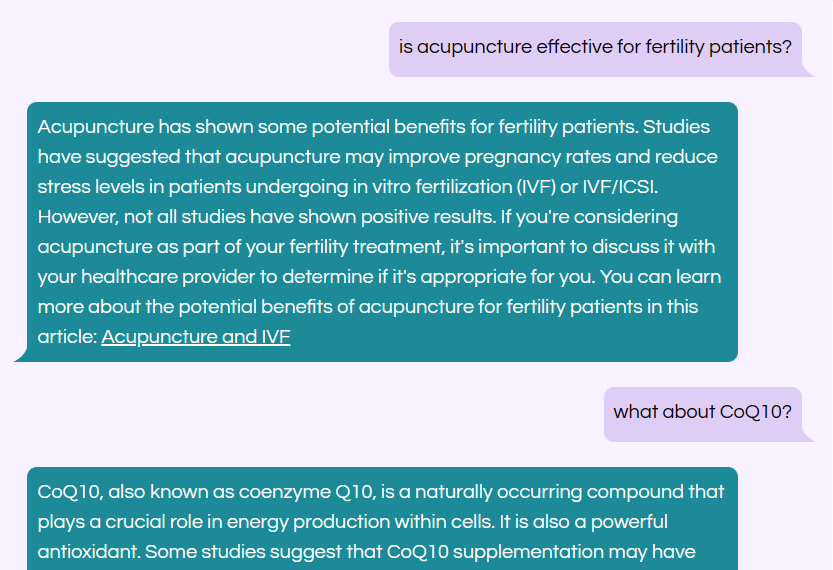 is acupuncture effective for fertility patients?
Acupuncture has shown some potential benefits for fertility patients. Studies
have suggested that acupuncture may improve pregnancy rates and reduce
stress levels in patients undergoing in vitro fertilization (IVF) or IVF/ICSI.
However, not all studies have shown positive results. If you're considering
acupuncture as part of your fertility treatment, it's important to discuss it with
your healthcare provider to determine if it's appropriate for you. You can learn
more about the potential benefits of acupuncture for fertility patients in this
article: Acupuncture and IVF
what about CoQ10?
CoQ10, also known as coenzyme Q10, is a naturally occurring compound that
plays a crucial role in energy production within cells. It is also a powerful
antioxidant. Some studies suggest that CoQ10 supplementation may have